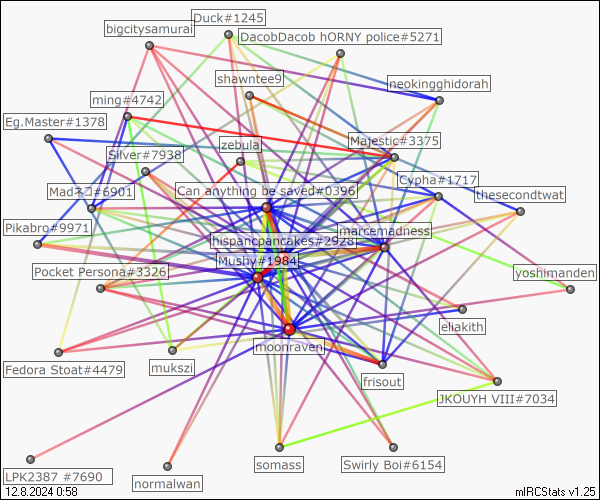 Duck#1245
bigcitysamurai
DacobDacob hORNY police#5271
shawntee9
neokingghidorah
ming#4742
Eg.Master#1378
Majestic#3375
zebula
Silver#7938
Cypha#1717
Madネコ#6901
Can anything be saved#0396
thesecondtwat
Pikabro#9971
marcemadness
hispancpancakes#2928
Mushy#1984
Pocket Persona#3326
yoshimanden
eliakith
moonraven
Fedora Stoat#4479
mukszi
frisout
JKOUYH VIII#7034
LPK2387 #7690
normalwan
somass
Swirly Boi#6154
12.8.2024 0:58
mIRCStats v1.25